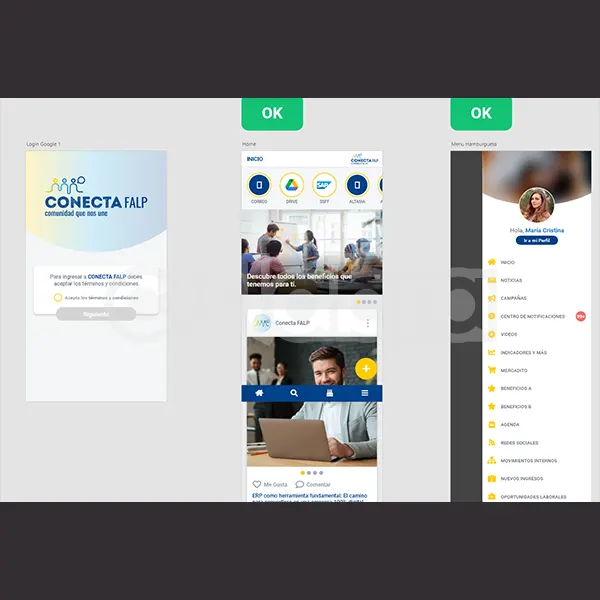 OK
OK
Login Google 1
Home
Menu Hamburguesa
CONECTA FALP
comunidad que nos une
Para ingresar a CONECTA FALP debes
aceptar los términos y condiciones
Acepto los términos y condiciones
Siguiente
INICIO
CONECTA FALP
CORREO
DRIVE
SAP
SSFF
ALTAGIA
Descubre todos los beneficios que
tenemos para ti.
Conecta FALP
Me Gusta
Comentar
ERP como herramienta fundamental. El camino
Hola, María Cristina
Ir a mi Perfil
INICIO
NOTICIAS
CAMPAÑAS
CENTRO DE NOTIFICACIONES
99+
VIDEOS
INDICADORES Y MÁS
MERCADITO
BENEFICIOS A
BENEFICIOS B
AGENDA
REDES SOCIALES
MOVIMIENTOS INTERNOS
NUEVOS INGRESOS
OPORTUNIDADES LABORALES